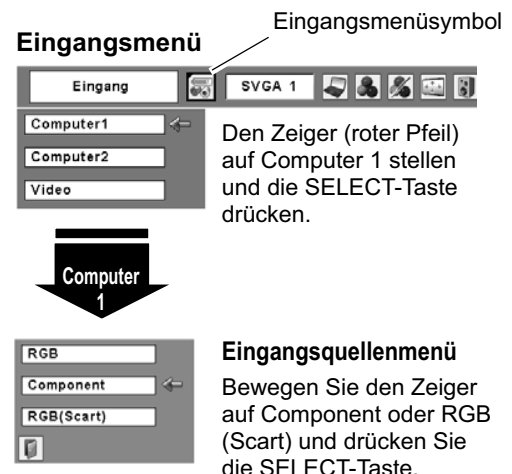 Eingangsmenüsymbol
Eingangsmenü
Eingang
SVGA 1
Computer1
Computer2
Video
Den Zeiger (roter Pfeil)
auf Computer 1 stellen
und die SELECT-Taste
drücken.
Computer
1
RGB
Component
RGB(Scart)
Eingangsquellenmenü
Bewegen Sie den Zeiger
auf Component oder RGB
(Scart) und drücken Sie
die SELECT-Taste.